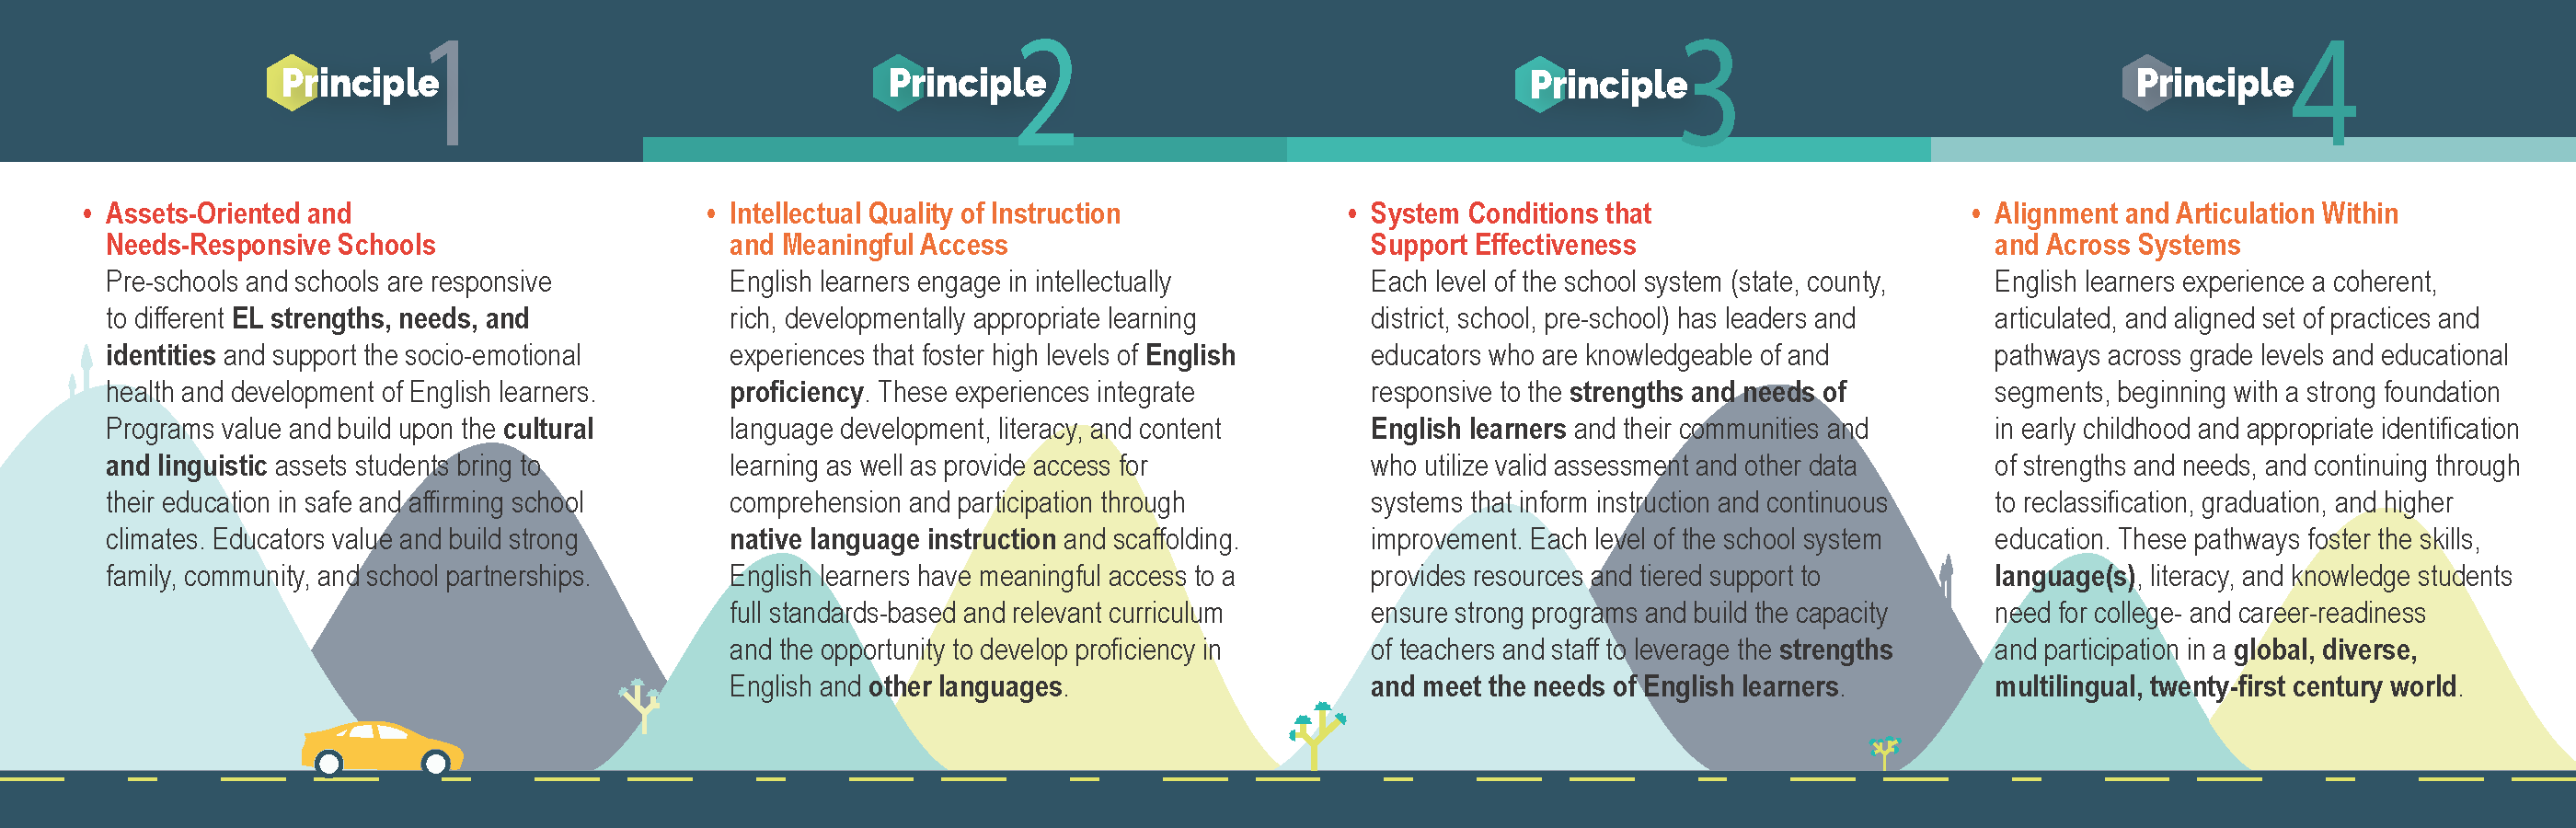 Principle1
• Assets-Oriented and
Needs-Responsive Schools
Pre-schools and schools are responsive
to different EL strengths, needs, and
identities and support the socio-emotional
health and development of English learners.
Programs value and build upon the cultural
and linguistic assets students bring to
their education in safe and affirming school
climates. Educators value and build strong
family, community, and school partnerships.
Principle2
• Intellectual Quality of Instruction
and Meaningful Access
English learners engage in intellectually
rich, developmentally appropriate learning
experiences that foster high levels of English
proficiency. These experiences integrate
language development, literacy, and content
learning as well as provide access for
comprehension and participation through
native language instruction and scaffolding.
English learners have meaningful access to a
full standards-based and relevant curriculum
and the opportunity to develop proficiency in
English and other languages.
Principle3
• System Conditions that
Support Effectiveness
Each level of the school system (state, county,
district, school, pre-school) has leaders and
educators who are knowledgeable of and
responsive to the strengths and needs of
English learners and their communities and
who utilize valid assessment and other data
systems that inform instruction and continuous
improvement. Each level of the school system
provides resources and tiered support to
ensure strong programs and build the capacity
of teachers and staff to leverage the strengths
and meet the needs of English learners.
Principle4
• Alignment and Articulation Within
and Across Systems
English learners experience a coherent,
articulated, and aligned set of practices and
pathways across grade levels and educational
segments, beginning with a strong foundation
in early childhood and appropriate identification
of strengths and needs, and continuing through
to reclassification, graduation, and higher
education. These pathways foster the skills,
language(s), literacy, and knowledge students
need for college- and career-readiness
and participation in a global, diverse,
multilingual, twenty-first century world.